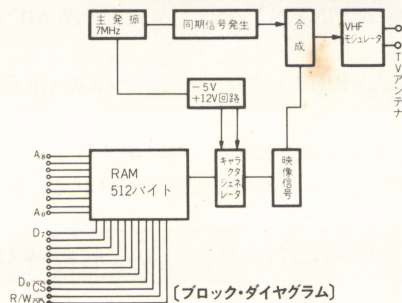 主 発 振
7MHz
同期信号発生
合成
VHF
モジュレータ
TVアンテナ
−5V
+12V回路
A₈
RAM
512バイト
キャラ
クタ
ジェネ
レータ
映像信号
A₀
D₇
D₀
CS
R/W
OD
〔ブロック・ダイヤグラム〕